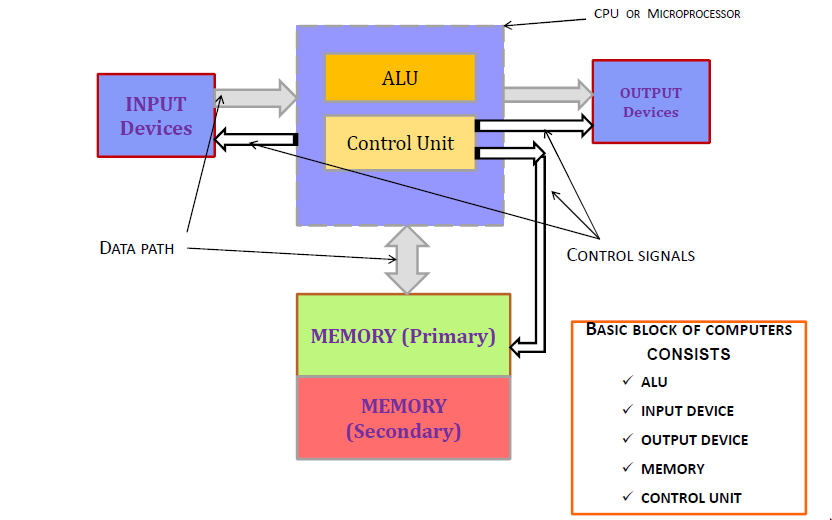 CPU OR MICROPROCESSOR
ALU
INPUT
Devices
OUTPUT
Devices
Control Unit
DATA PATH
CONTROL SIGNALS
MEMORY (Primary)
MEMORY
(Secondary)
BASIC BLOCK OF COMPUTERS
CONSISTS
✓ ALU
✓ INPUT DEVICE
✓ OUTPUT DEVICE
✓ MEMORY
✓ CONTROL UNIT